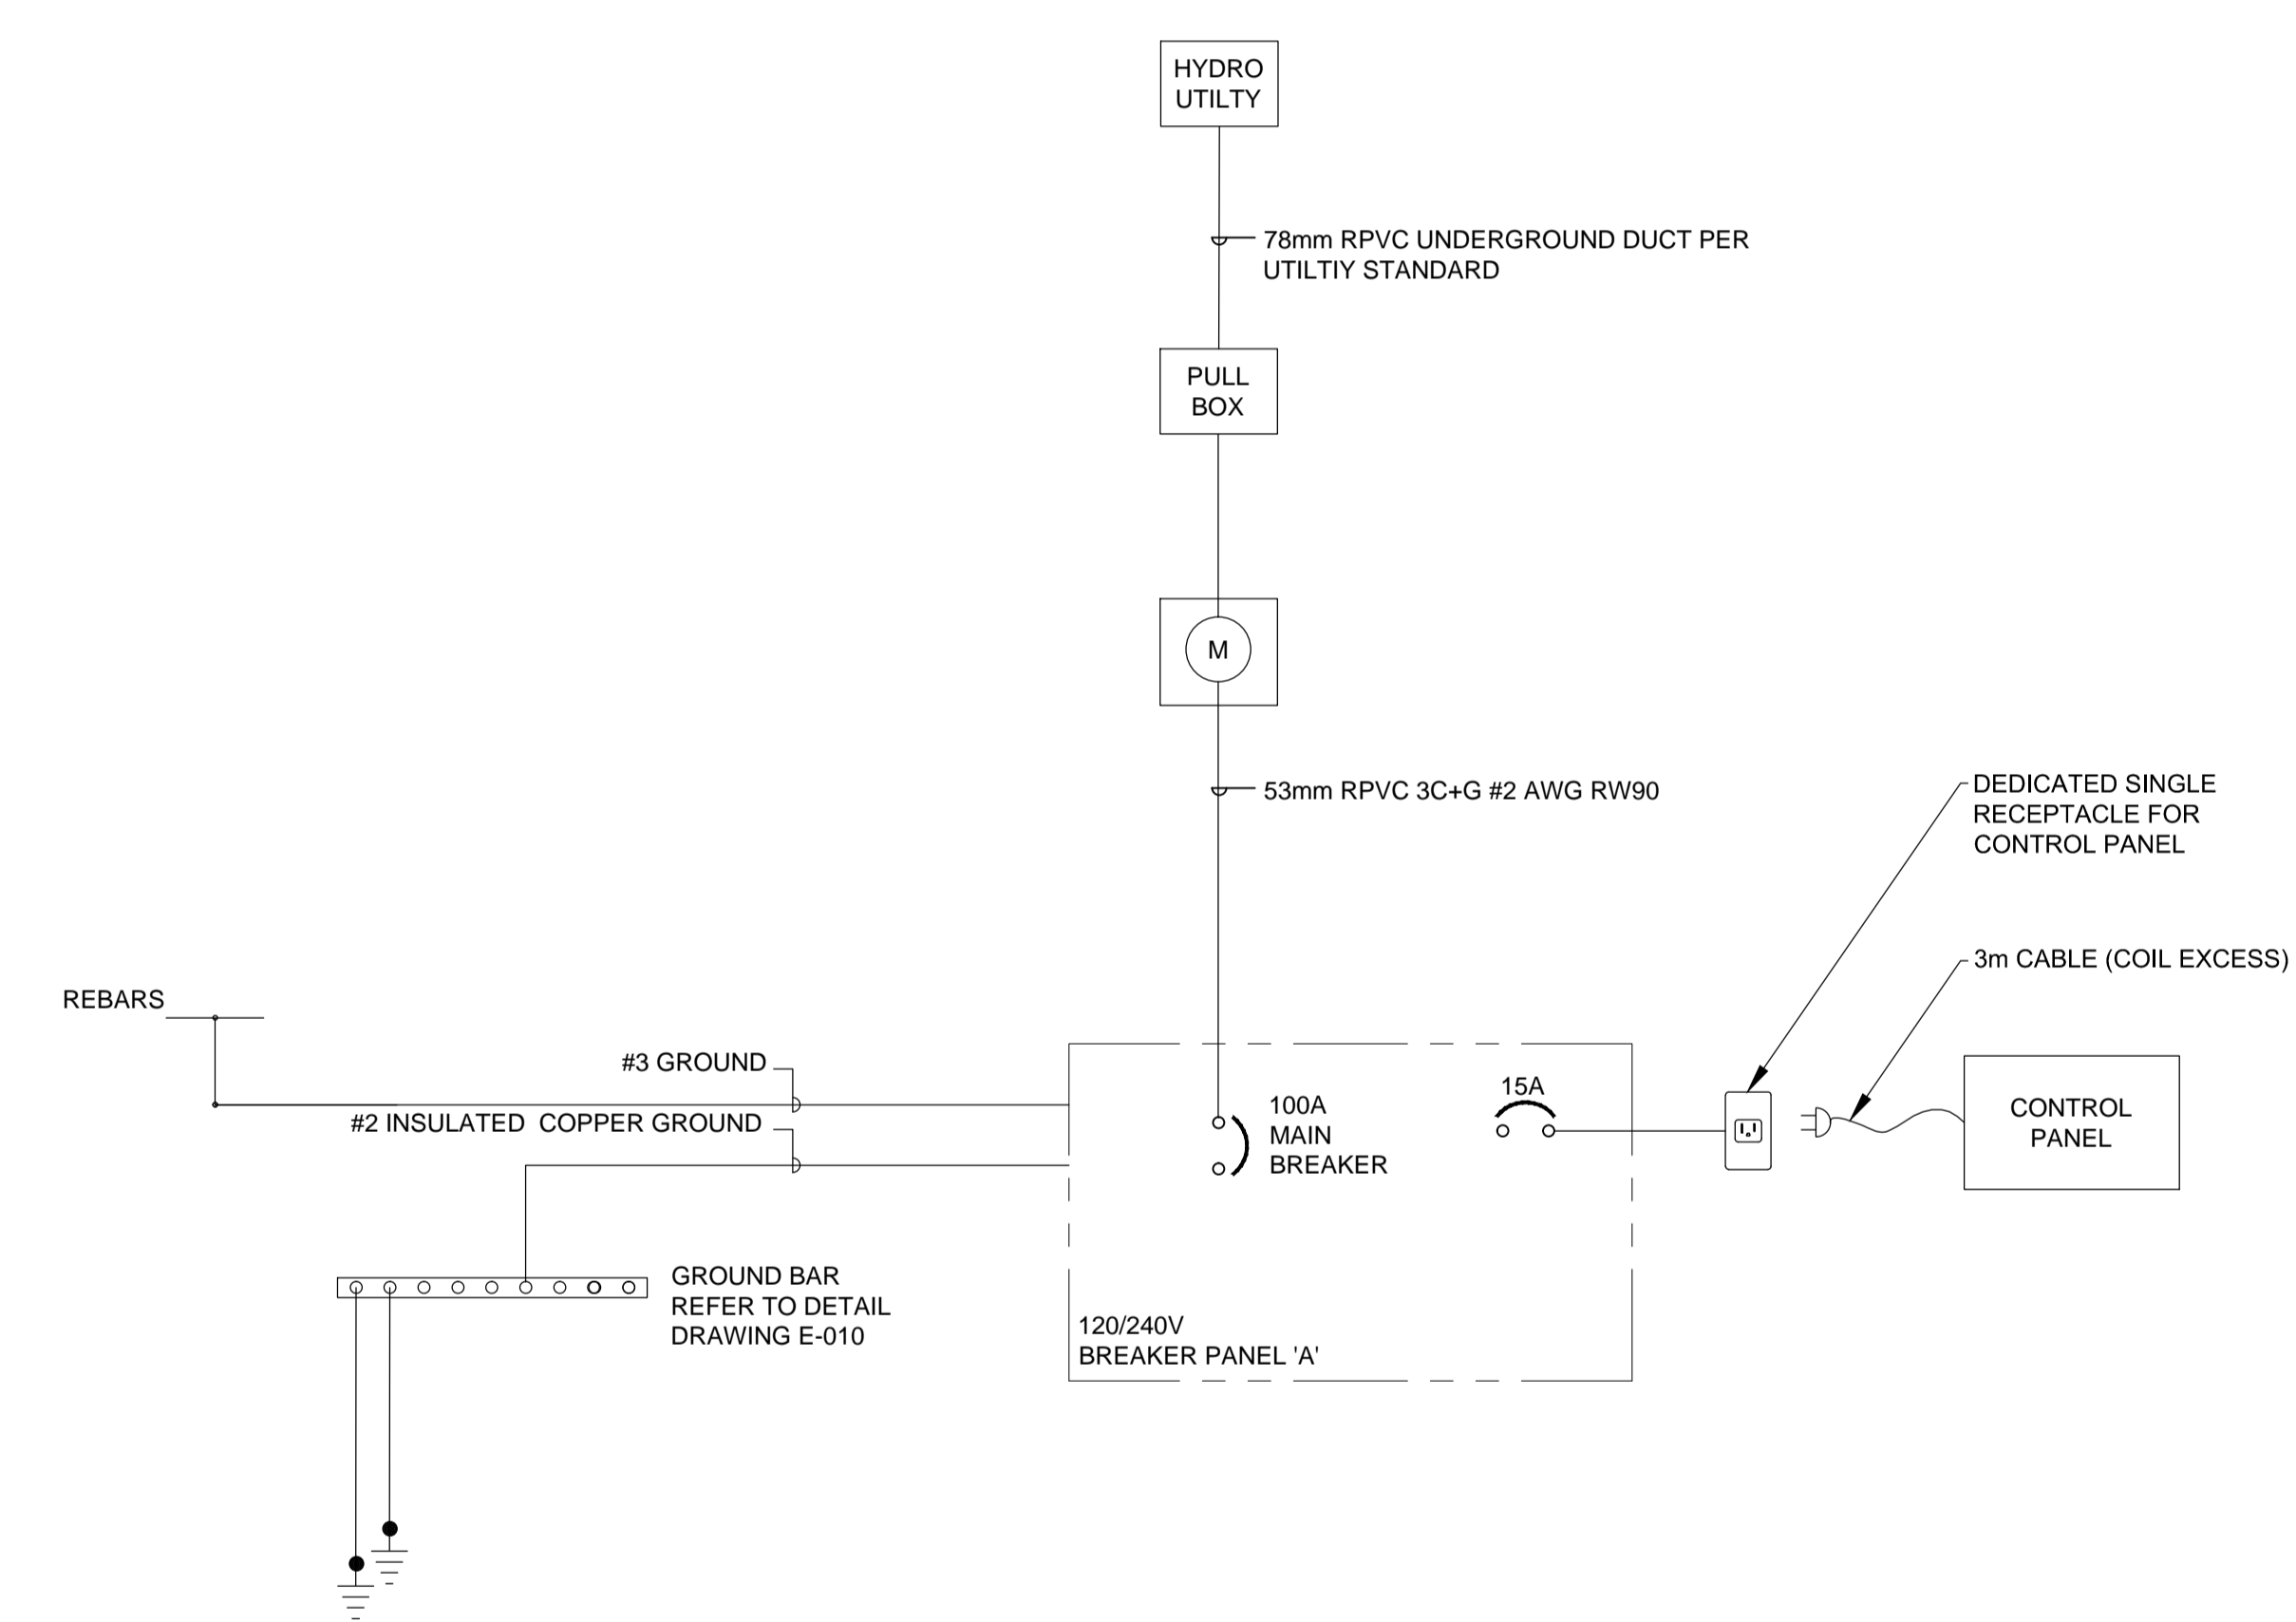 HYDRO
UTILTY
78mm RPVC UNDERGROUND DUCT PER
UTILTIY STANDARD
PULL
BOX
M
53mm RPVC 3C+G #2 AWG RW90
DEDICATED SINGLE
RECEPTACLE FOR
CONTROL PANEL
3m CABLE (COIL EXCESS)
REBARS
#3 GROUND
#2 INSULATED  COPPER GROUND
100A
MAIN
BREAKER
15A
CONTROL
PANEL
GROUND BAR
REFER TO DETAIL
DRAWING E-010
120/240V
BREAKER PANEL 'A'